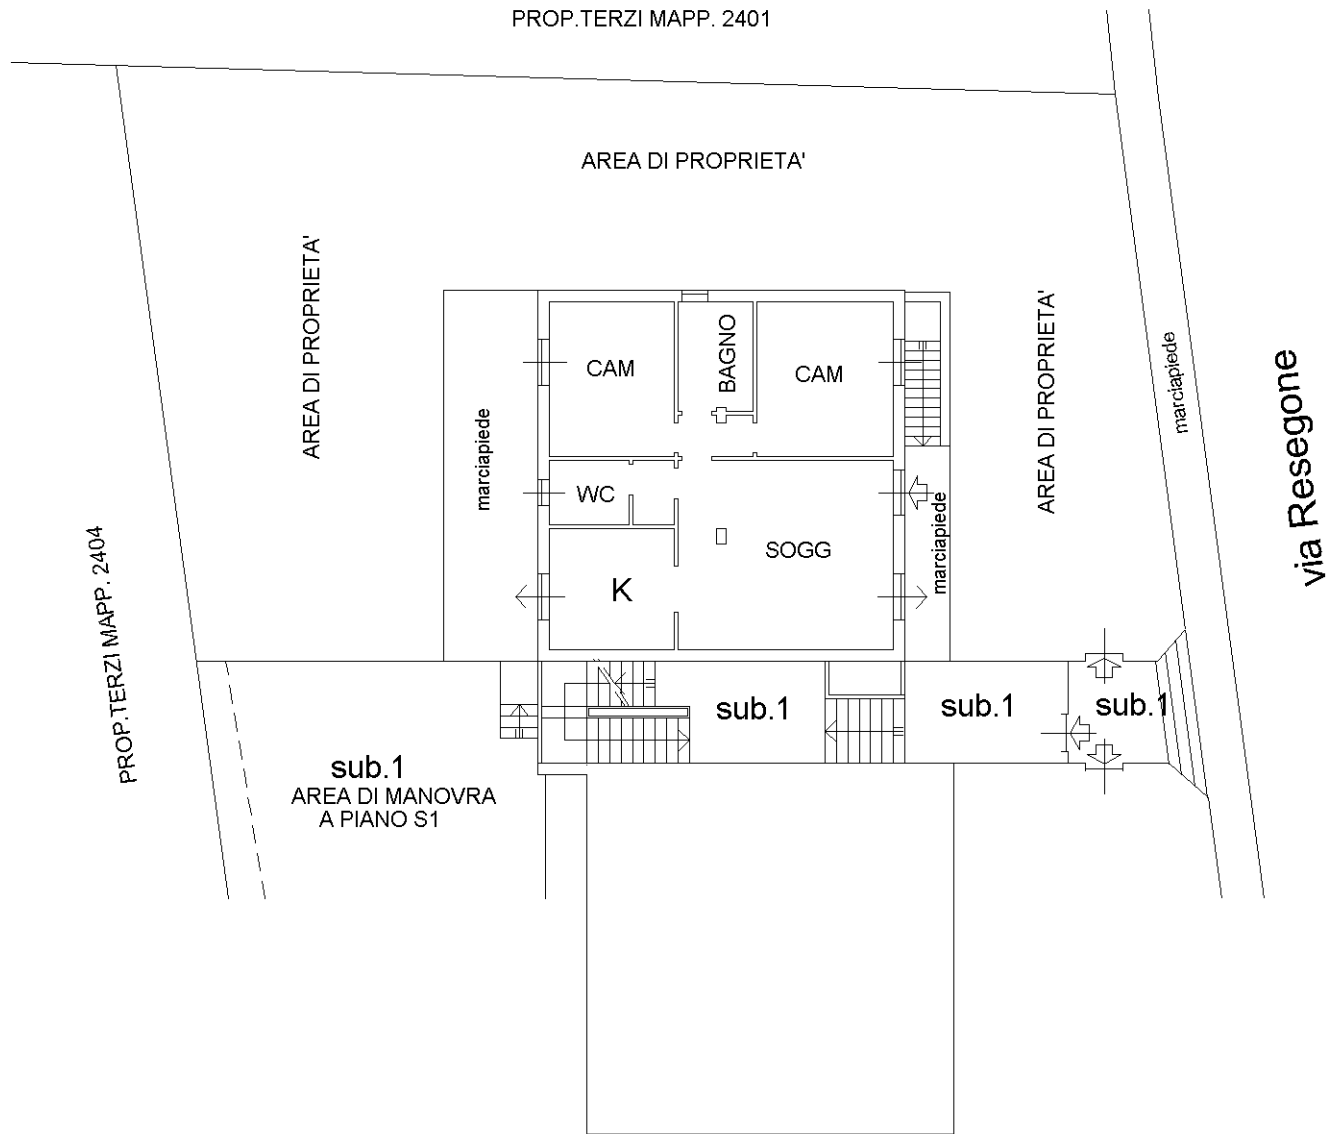 PROP.TERZI MAPP. 2401
AREA DI PROPRIETA'
AREA DI PROPRIETA'
AREA DI PROPRIETA'
marciapiede
via Resegone
CAM
BAGNO
CAM
marciapiede
WC
SOGG
marciapiede
K
PROP.TERZI MAPP. 2404
sub.1
sub.1
sub.1
sub.1
AREA DI MANOVRA
A PIANO S1